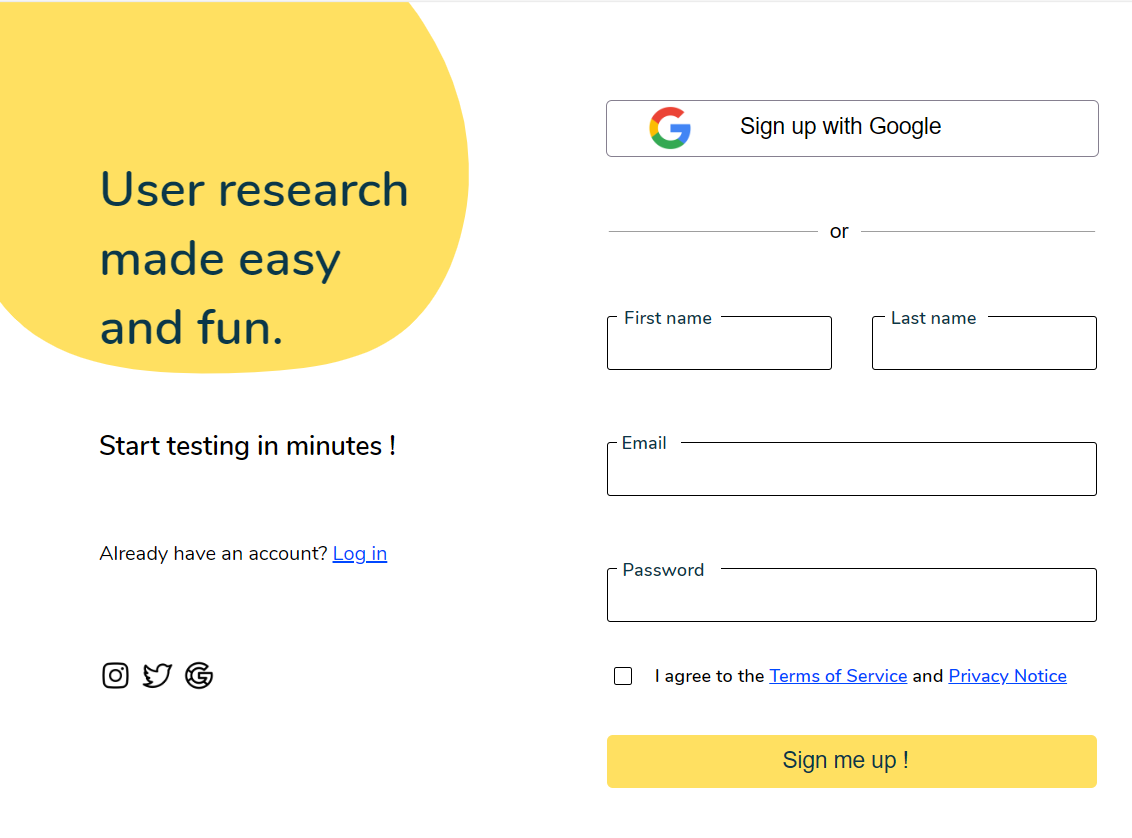 User research
made easy
and fun.
Start testing in minutes !
Already have an account? Log in
Sign up with Google
or
First name
Last name
Email
Password
I agree to the Terms of Service and Privacy Notice
Sign me up !